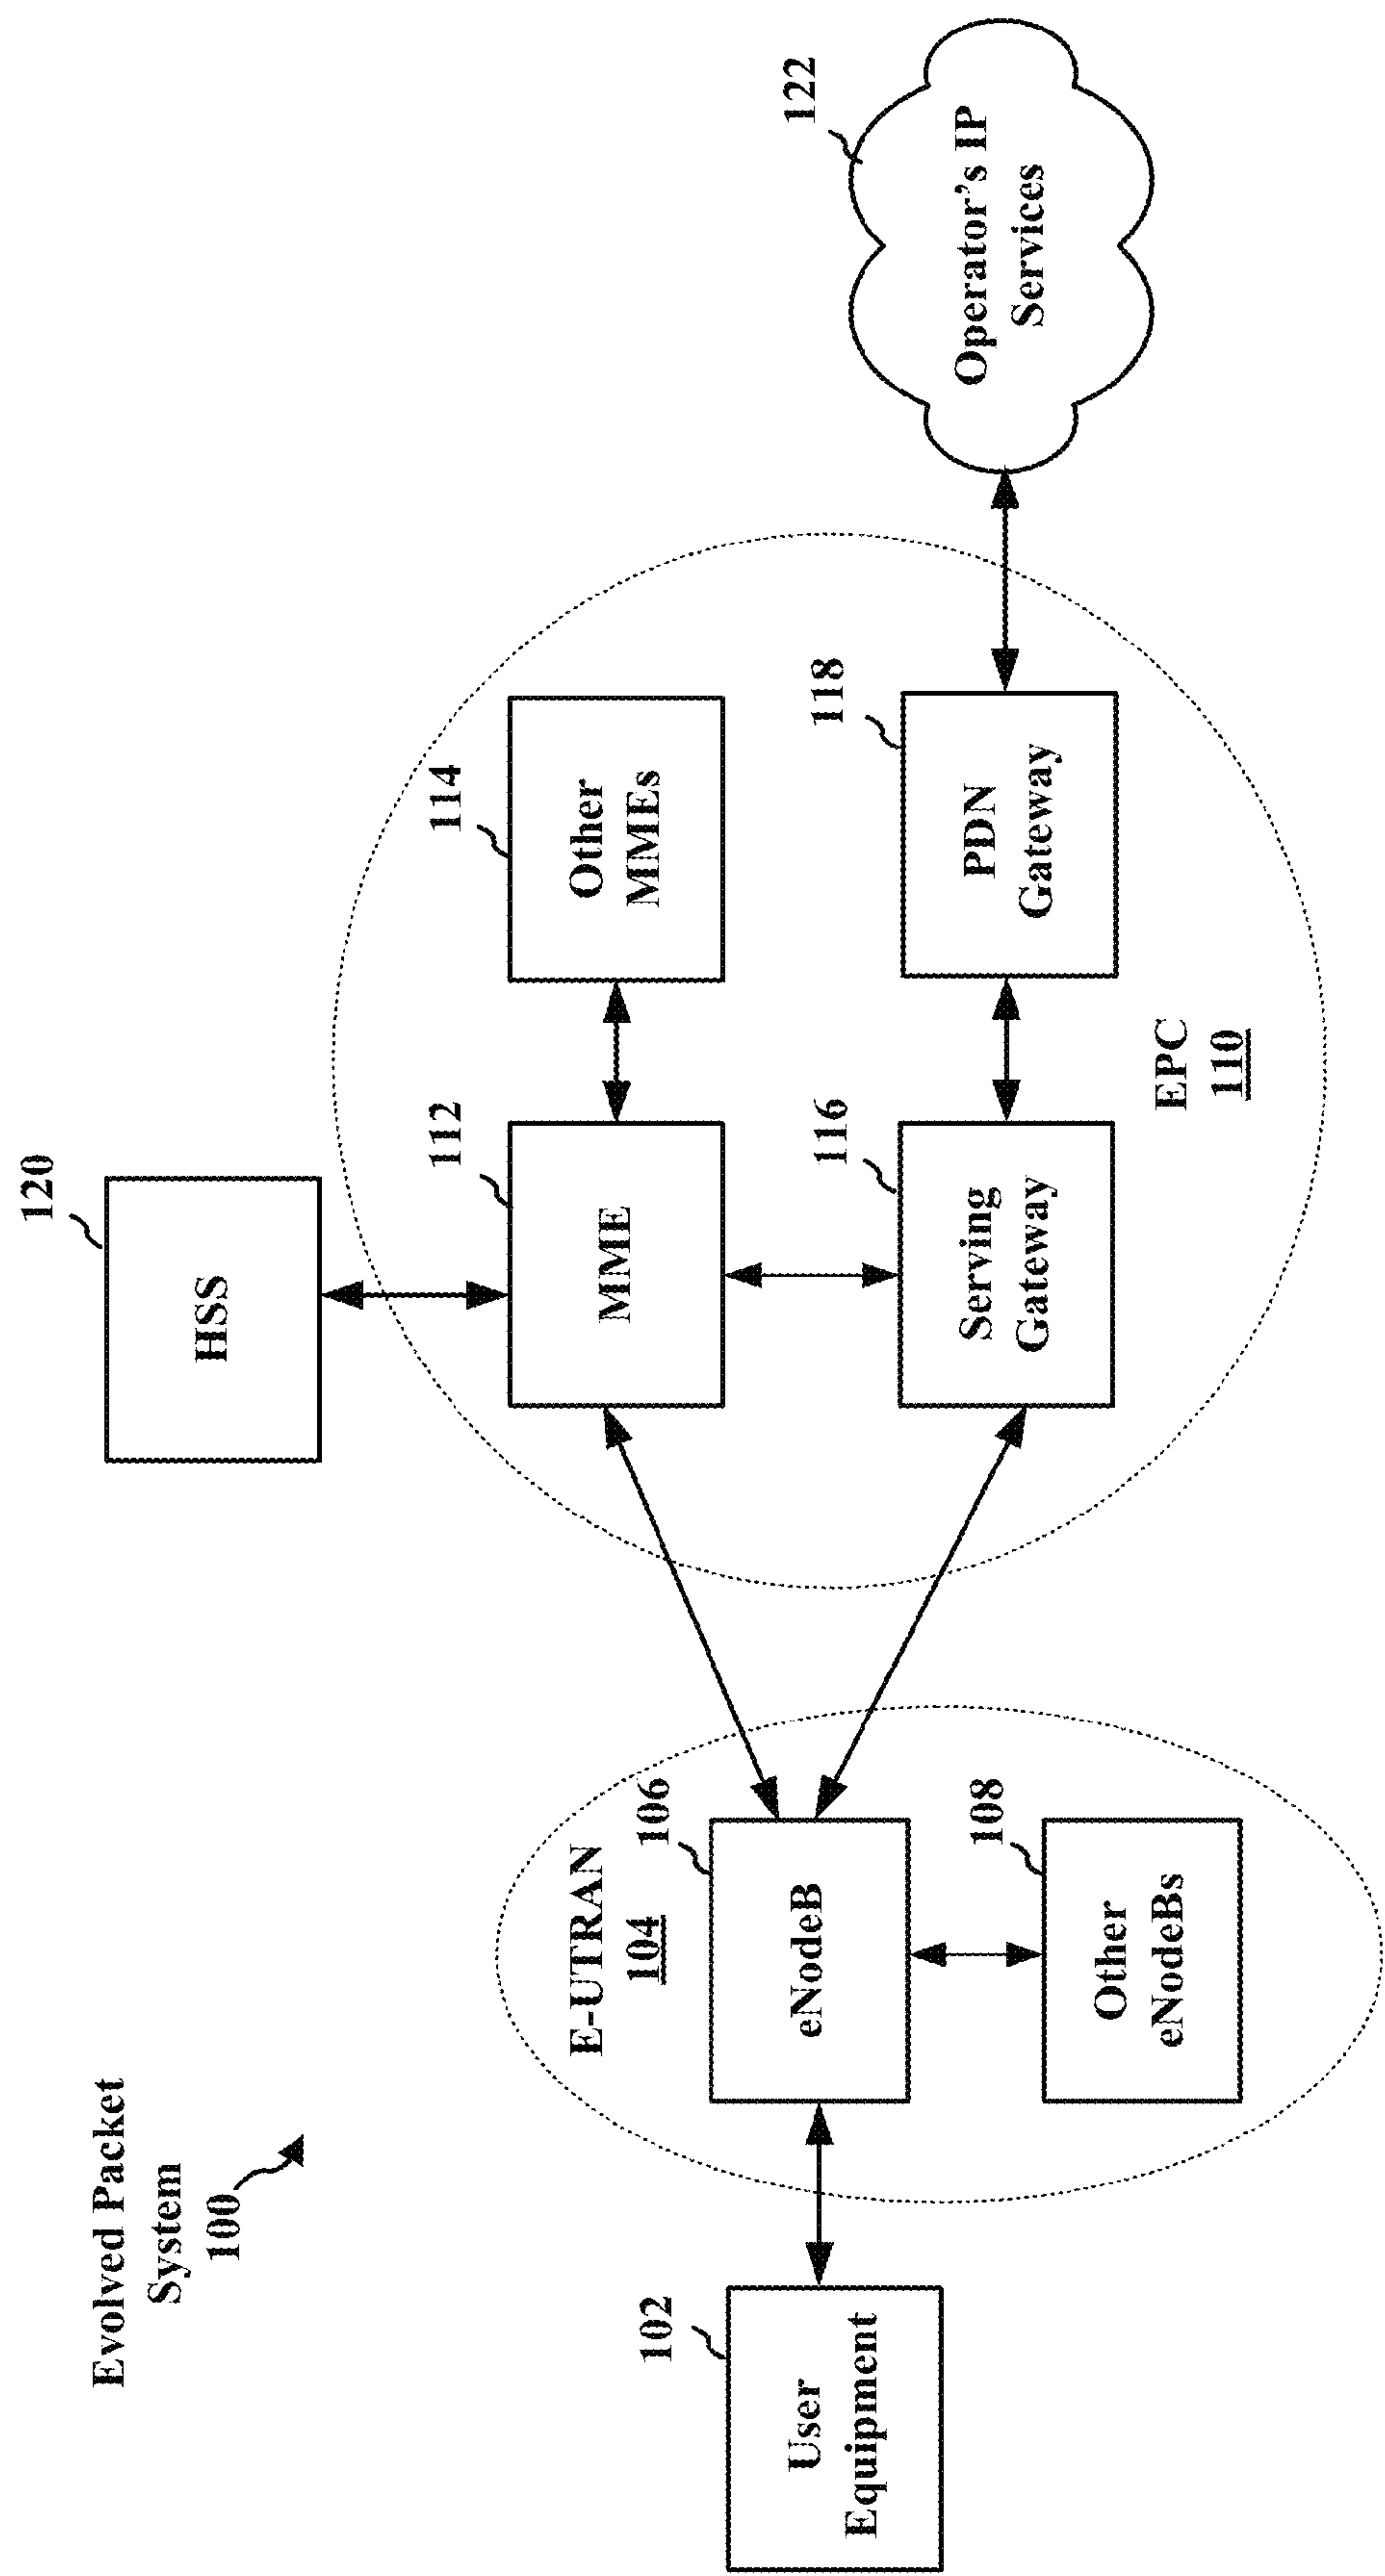 Evolved Packet
System
100
120
HSS
E-UTRAN
104
112
MME
114
Other
MMEs
102
User
Equipment
106
eNodeB
108
Other
eNodeBs
116
Serving
Gateway
118
PDN
Gateway
EPC
110
122
Operator's IP
Services